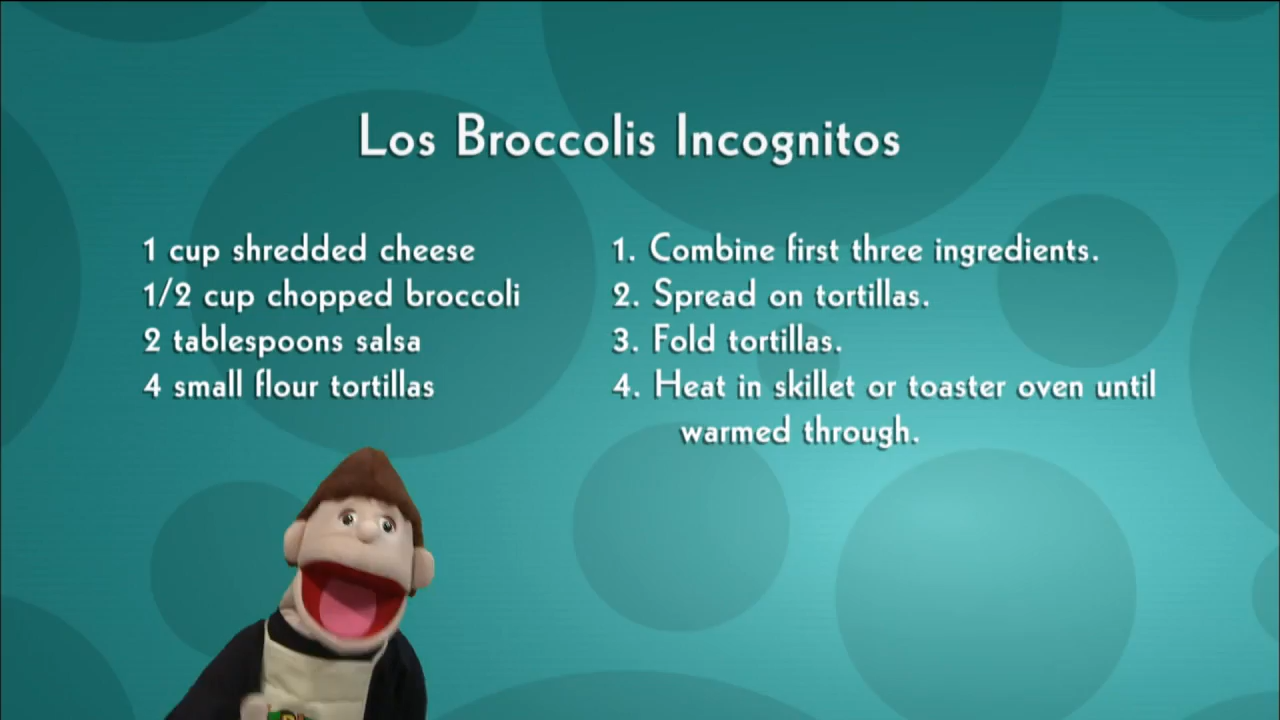 Los Broccolis Incognitos
1 cup shredded cheese
1/2 cup chopped broccoli
2 tablespoons salsa
4 small flour tortillas
1. Combine first three ingredients.
2. Spread on tortillas.
3. Fold tortillas.
4. Heat in skillet or toaster oven until
warmed through.